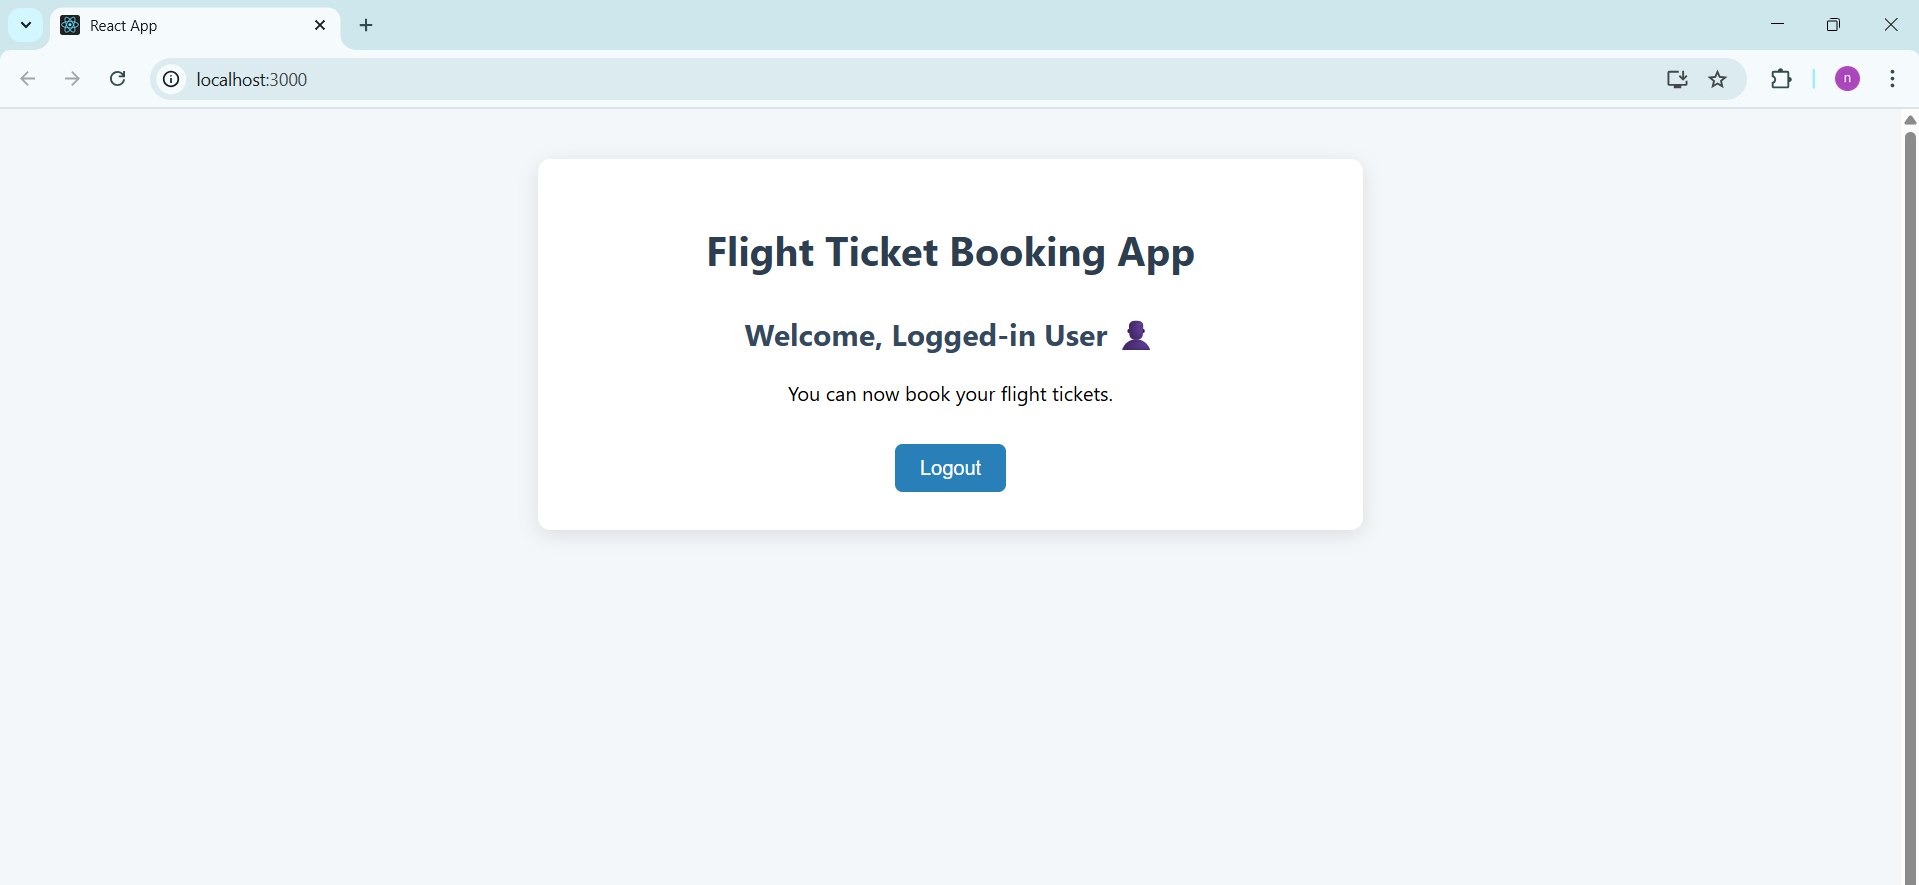 React App
localhost:3000
n
Flight Ticket Booking App
Welcome, Logged-in User 👤
You can now book your flight tickets.
Logout